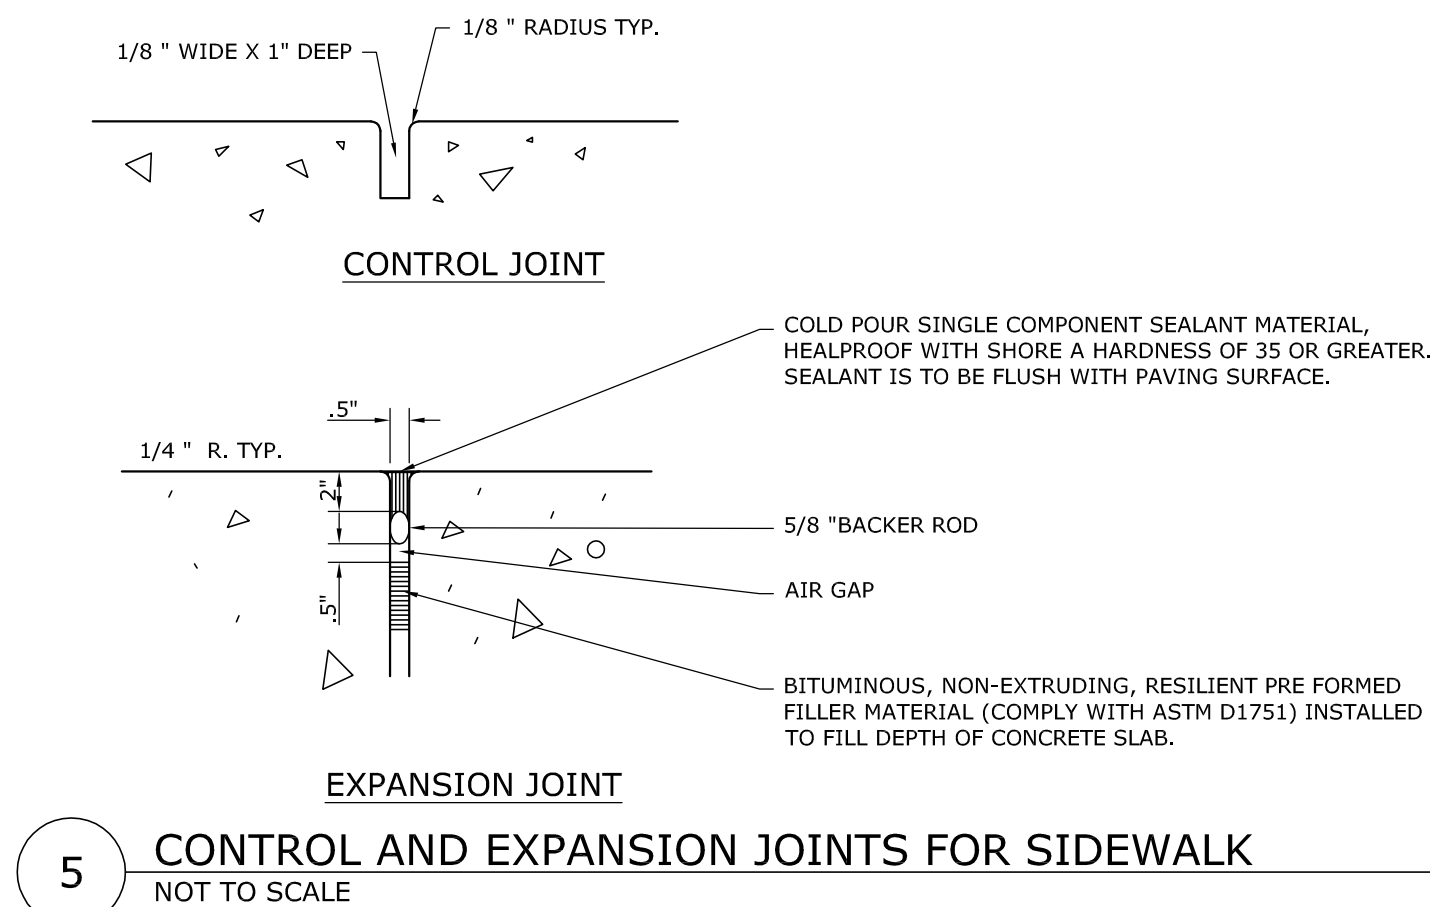 1/8 " RADIUS TYP.
1/8 " WIDE X 1" DEEP
CONTROL JOINT
COLD POUR SINGLE COMPONENT SEALANT MATERIAL,
HEALPROOF WITH SHORE A HARDNESS OF 35 OR GREATER.
SEALANT IS TO BE FLUSH WITH PAVING SURFACE.
.5"
1/4 " R. TYP.
2"
5/8 "BACKER ROD
AIR GAP
.5"
BITUMINOUS, NON-EXTRUDING, RESILIENT PRE FORMED
FILLER MATERIAL (COMPLY WITH ASTM D1751) INSTALLED
TO FILL DEPTH OF CONCRETE SLAB.
EXPANSION JOINT
5
CONTROL AND EXPANSION JOINTS FOR SIDEWALK
NOT TO SCALE